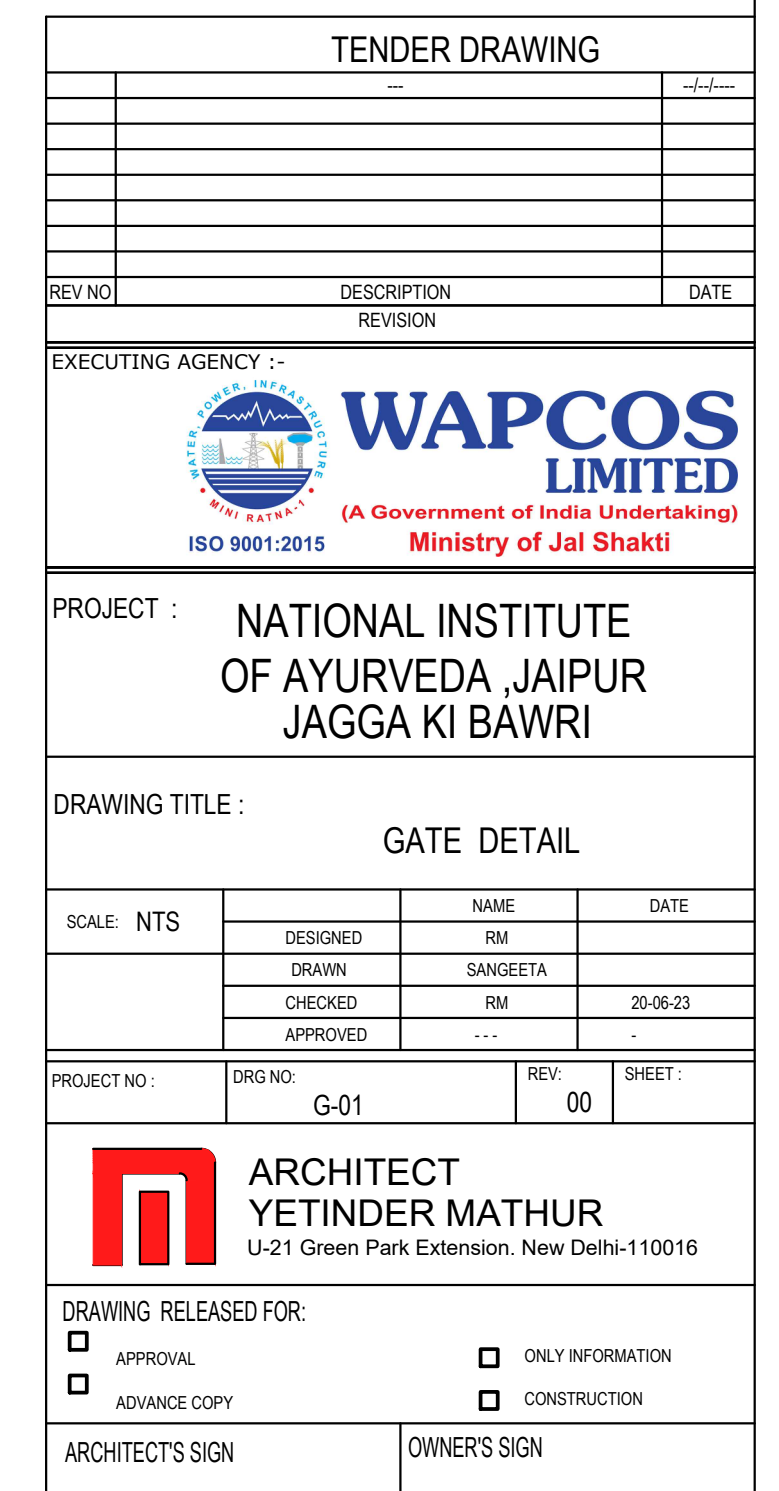 TENDER DRAWING
--- --/--/----
REV NO DESCRIPTION DATE
REVISION
EXECUTING AGENCY :-
WATER, POWER, INFRASTRUCTURE
MINI RATNA-1
ISO 9001:2015
WAPCOS
LIMITED
(A Government of India Undertaking)
Ministry of Jal Shakti
PROJECT :
NATIONAL INSTITUTE
OF AYURVEDA ,JAIPUR
JAGGA KI BAWRI
DRAWING TITLE :
GATE DETAIL
SCALE: NTS
NAME DATE
DESIGNED RM
DRAWN SANGEETA
CHECKED RM 20-06-23
APPROVED --- -
PROJECT NO :
DRG NO:
G-01
REV:
00
SHEET :
ARCHITECT
YETINDER MATHUR
U-21 Green Park Extension. New Delhi-110016
DRAWING RELEASED FOR:
APPROVAL ONLY INFORMATION
ADVANCE COPY CONSTRUCTION
ARCHITECT'S SIGN OWNER'S SIGN